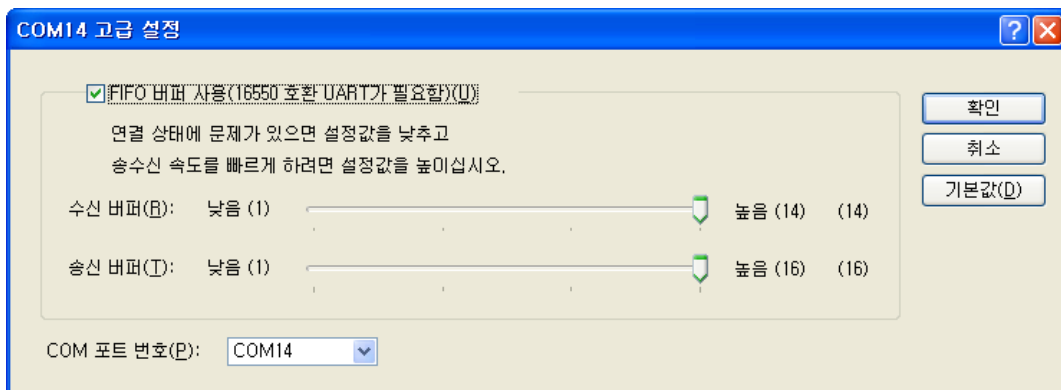 COM14 고급 설정
FIFO 버퍼 사용(16550 호환 UART가 필요함)(U)
연결 상태에 문제가 있으면 설정값을 낮추고
송수신 속도를 빠르게 하려면 설정값을 높이십시오.
확인
취소
기본값(D)
수신 버퍼(R): 낮음 (1) 높음 (14) (14)
송신 버퍼(T): 낮음 (1) 높음 (16) (16)
COM 포트 번호(P): COM14